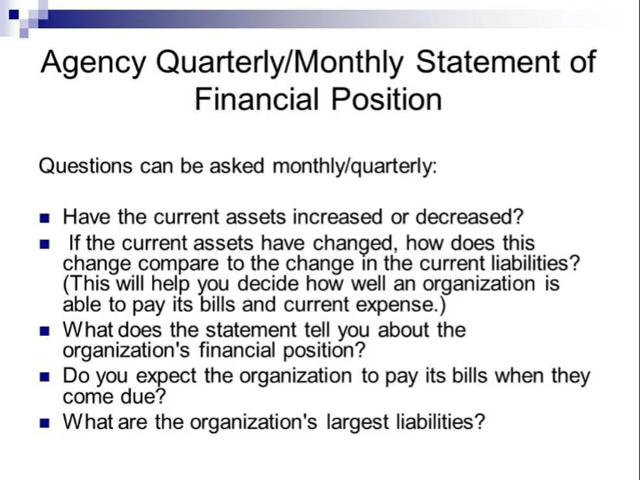 Agency Quarterly/Monthly Statement of
Financial Position
Questions can be asked monthly/quarterly:
Have the current assets increased or decreased?
If the current assets have changed, how does this
change compare to the change in the current liabilities?
(This will help you decide how well an organization is
able to pay its bills and current expense.)
What does the statement tell you about the
organization's financial position?
Do you expect the organization to pay its bills when they
come due?
What are the organization's largest liabilities?